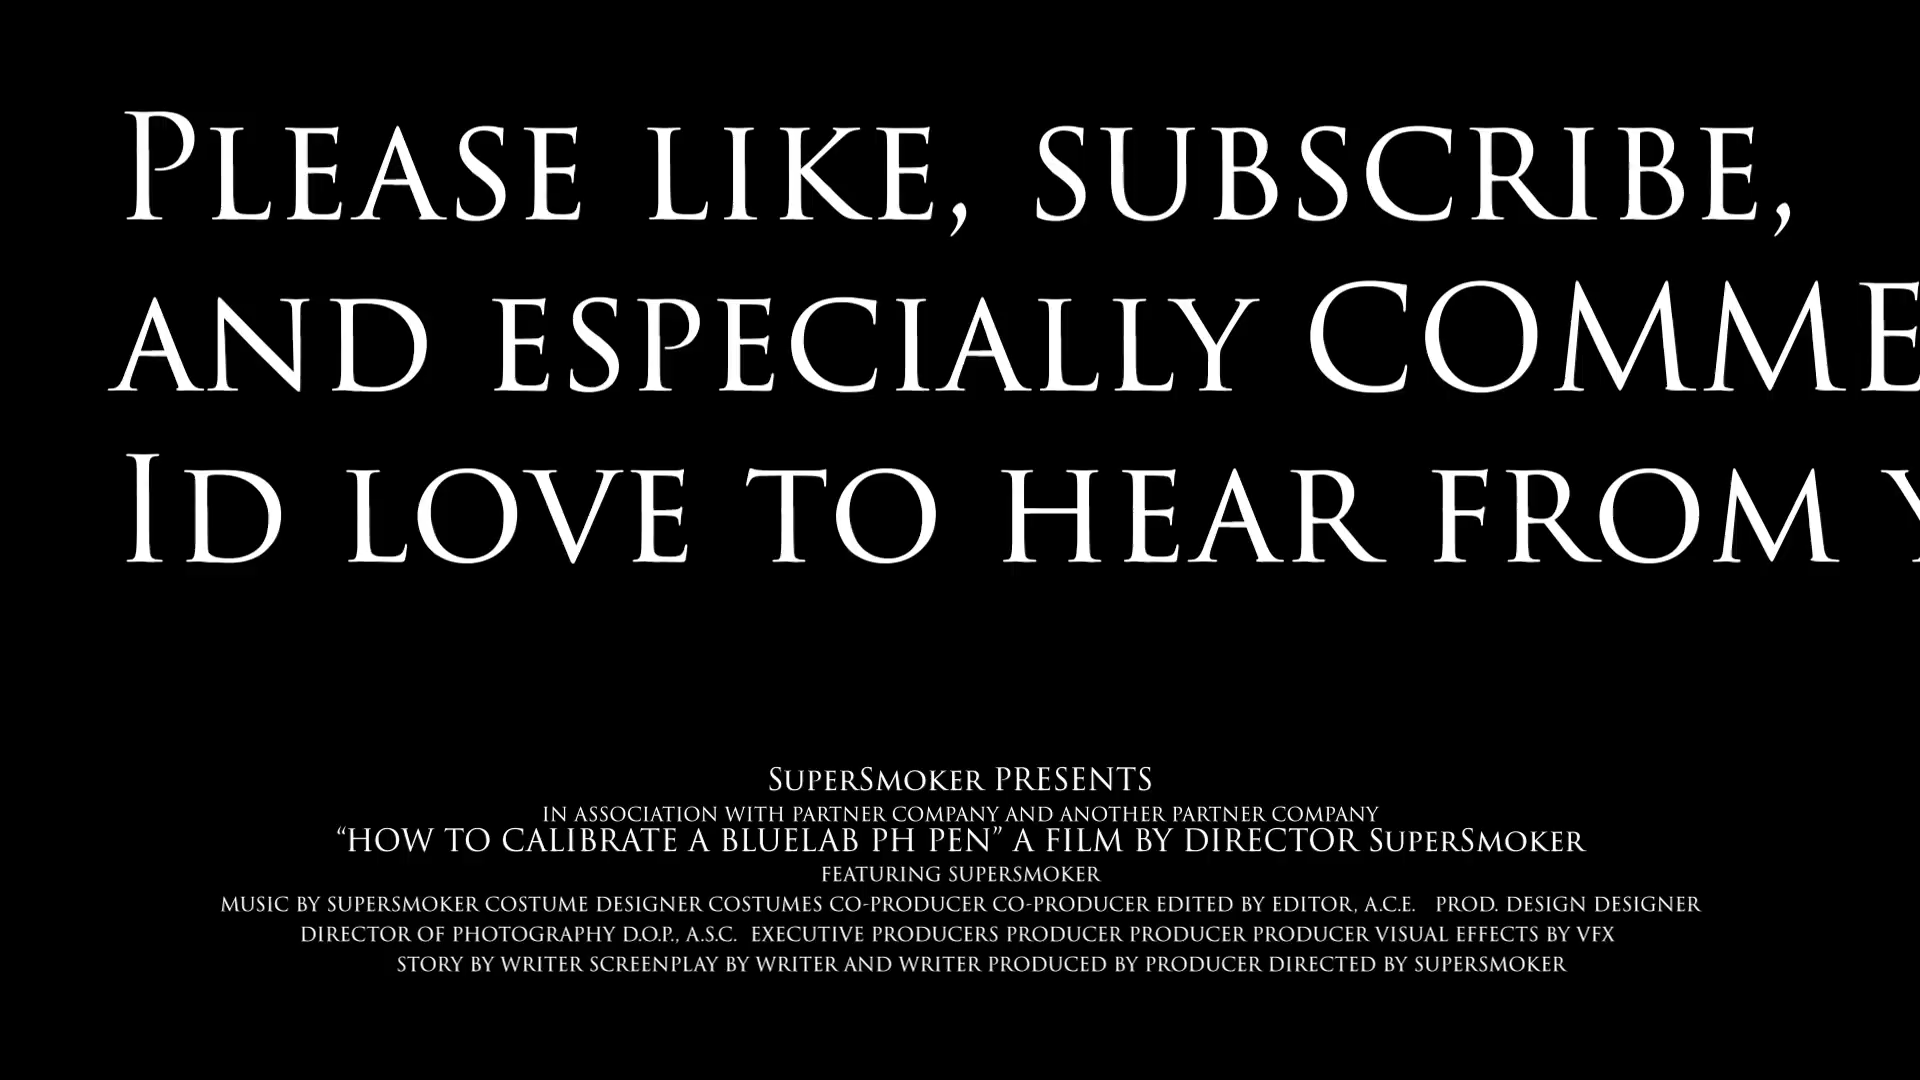 Please like, subscribe,
and especially COMME
Id love to hear from y
SuperSmoker PRESENTS
IN ASSOCIATION WITH PARTNER COMPANY AND ANOTHER PARTNER COMPANY
“HOW TO CALIBRATE A BLUELAB PH PEN” A FILM BY DIRECTOR SuperSmoker
FEATURING SUPERSMOKER
MUSIC BY SUPERSMOKER COSTUME DESIGNER COSTUMES CO-PRODUCER CO-PRODUCER EDITED BY EDITOR, A.C.E. PROD. DESIGN DESIGNER
DIRECTOR OF PHOTOGRAPHY D.O.P., A.S.C. EXECUTIVE PRODUCERS PRODUCER PRODUCER PRODUCER VISUAL EFFECTS BY VFX
STORY BY WRITER SCREENPLAY BY WRITER AND WRITER PRODUCED BY PRODUCER DIRECTED BY SUPERSMOKER